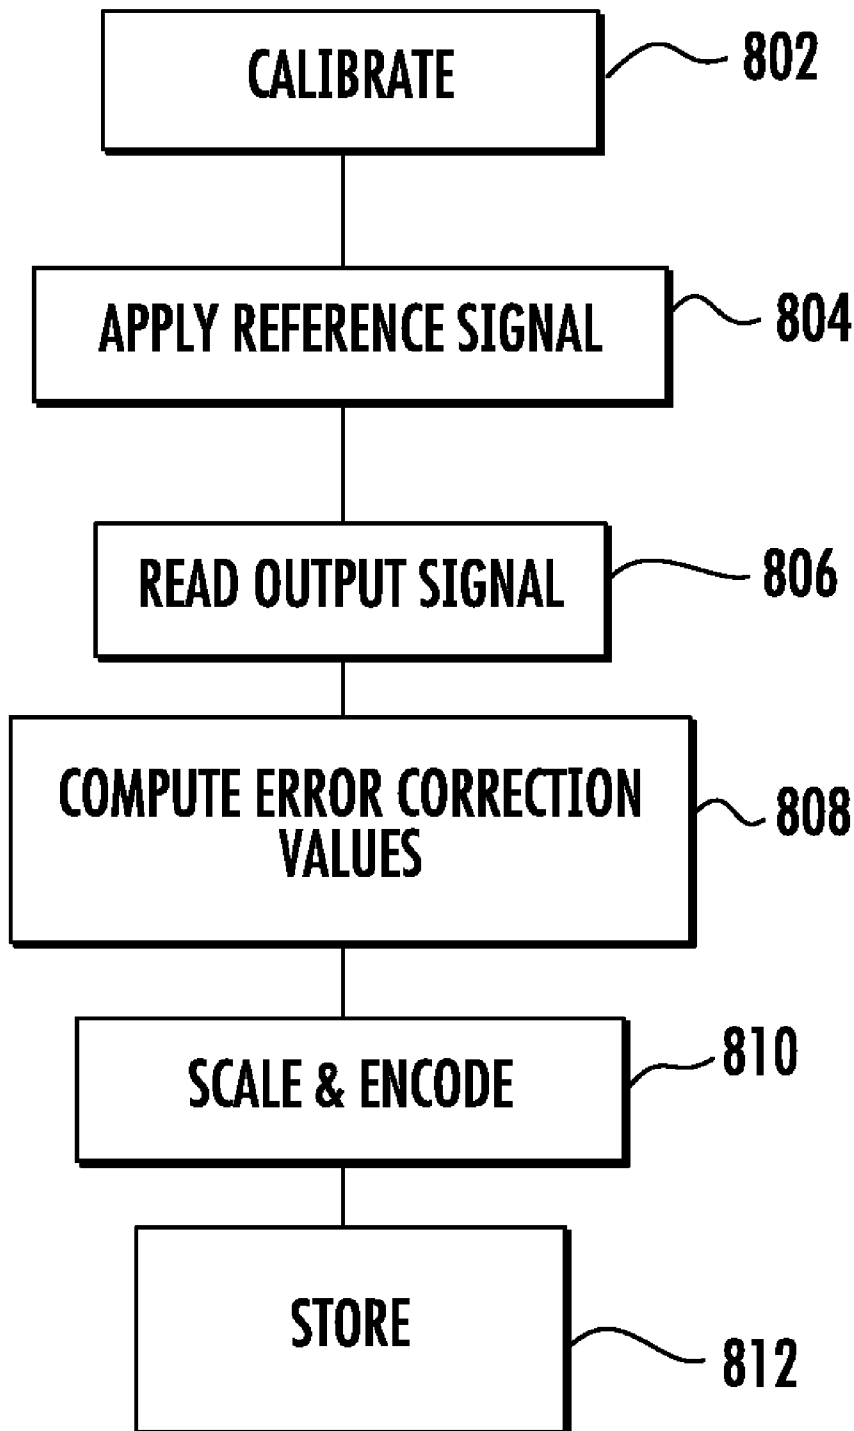 CALIBRATE
802
APPLY REFERENCE SIGNAL
804
READ OUTPUT SIGNAL
806
COMPUTE ERROR CORRECTION
VALUES
808
SCALE & ENCODE
810
STORE
812